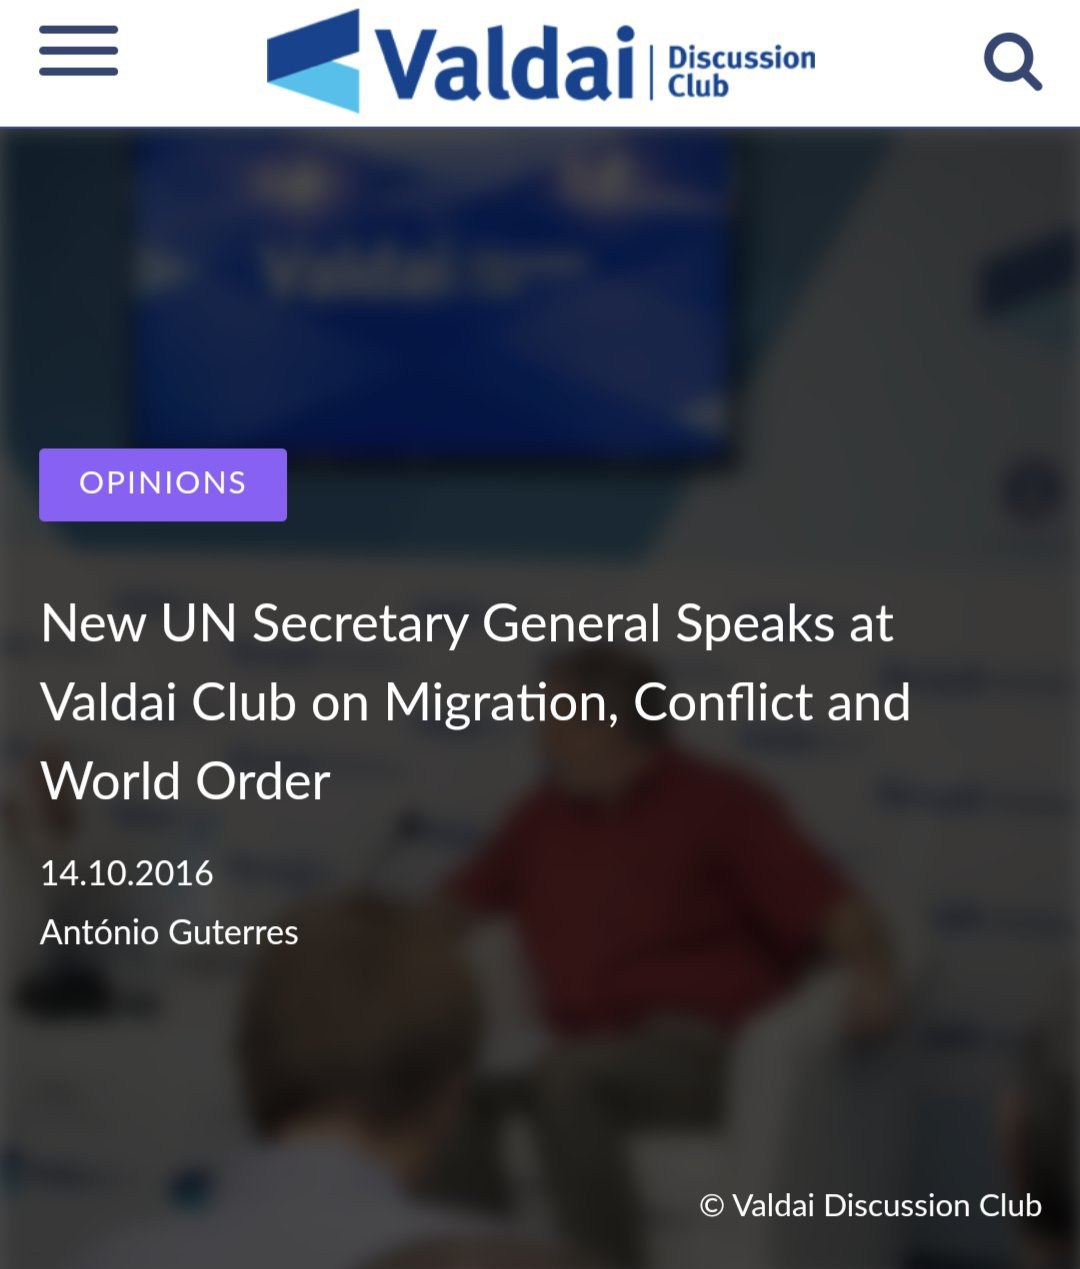 Valdai
Discussion
Club
Valdai
OPINIONS
New UN Secretary General Speaks at
Valdai Club on Migration, Conflict and
World Order
14.10.2016
António Guterres
© Valdai Discussion Club